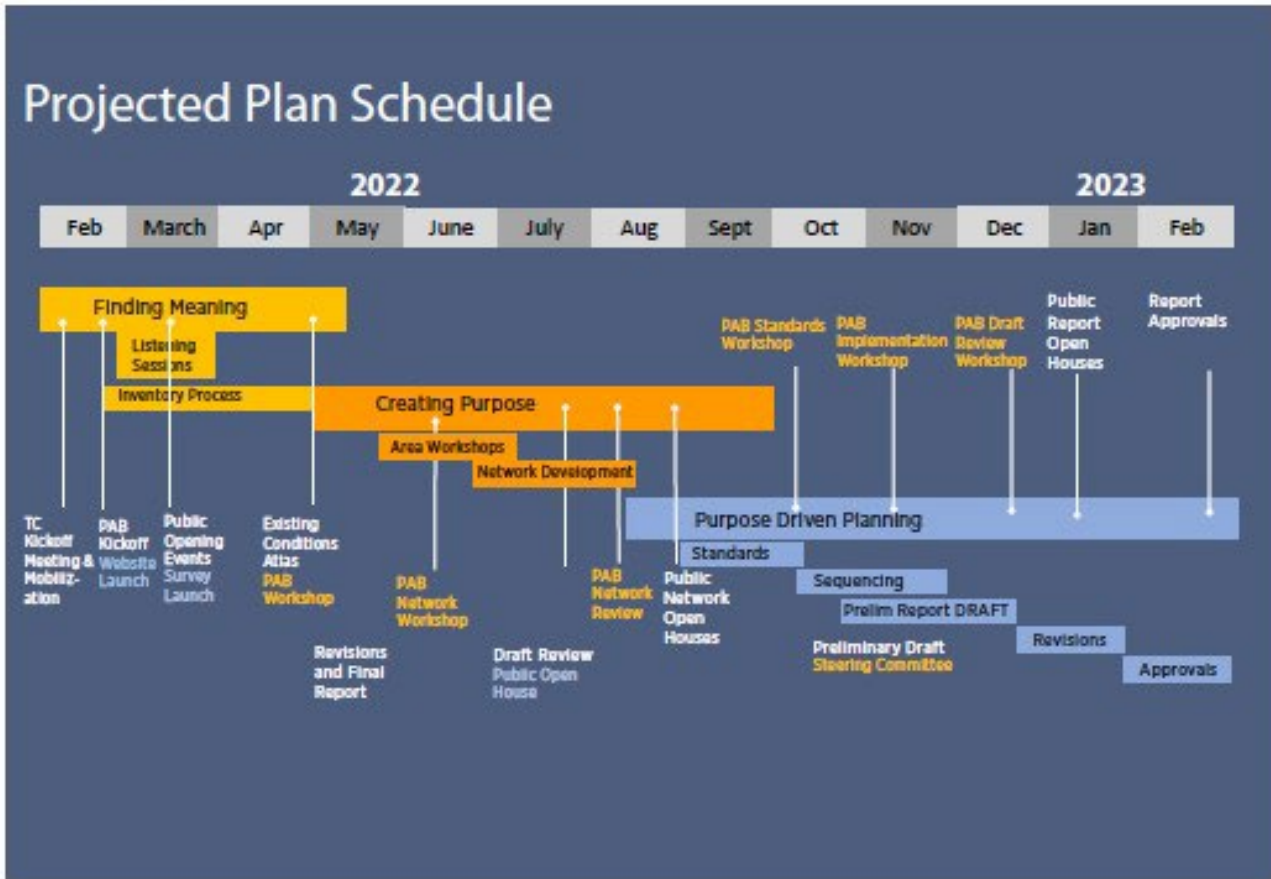 Projected Plan Schedule
2022
2023
Feb March Apr May June July Aug Sept Oct Nov Dec Jan Feb
Finding Meaning
Listening
Sessions
Inventory Process
Creating Purpose
Area Workshops
Network Development
PAB Standards
Workshop
PAB
Implementation
Workshop
PAB Draft
Review
Workshop
Public
Report
Open
Houses
Report
Approvals
Purpose Driven Planning
Standards
Sequencing
Prelim Report DRAFT
Revisions
Approvals
TC
Kickoff
Meeting &
Mobiliz-
ation
PAB
Kickoff
Website
Launch
Public
Opening
Events
Survey
Launch
Existing
Conditions
Atlas
PAB
Workshop
Revisions
and Final
Report
PAB
Network
Workshop
Draft Review
Public Open
House
PAB
Network
Review
Public
Network
Open
Houses
Preliminary Draft
Steering Committee